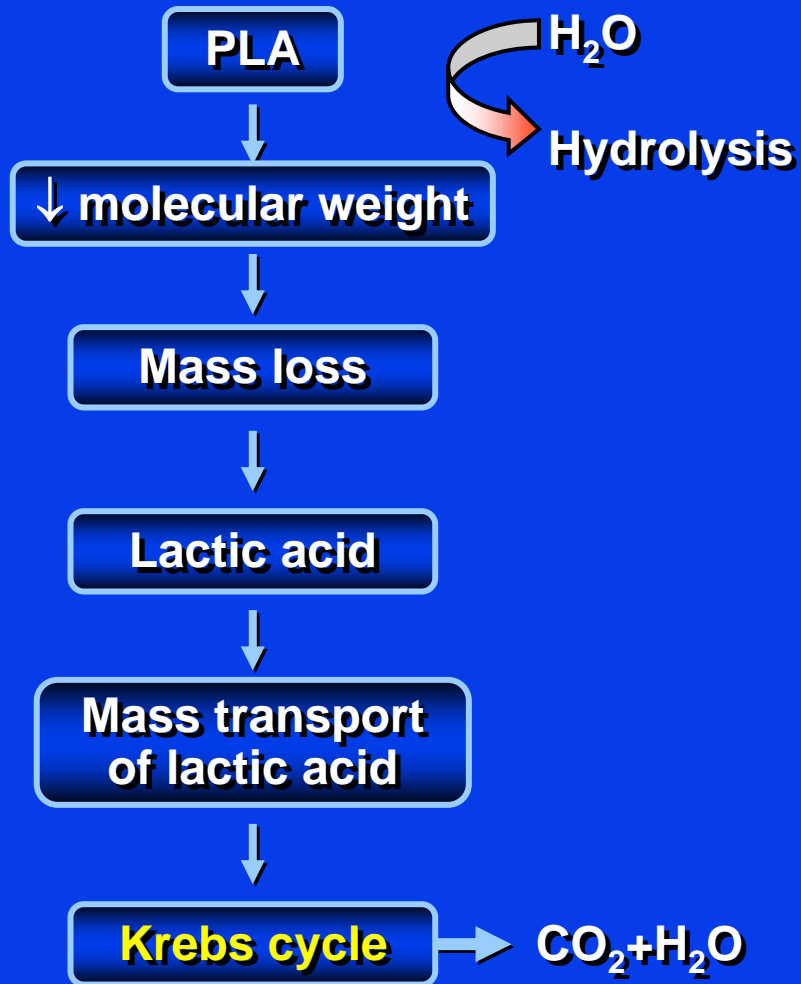 PLA
H₂O
Hydrolysis
↓ molecular weight
Mass loss
Lactic acid
Mass transport
of lactic acid
Krebs cycle
CO₂+H₂O